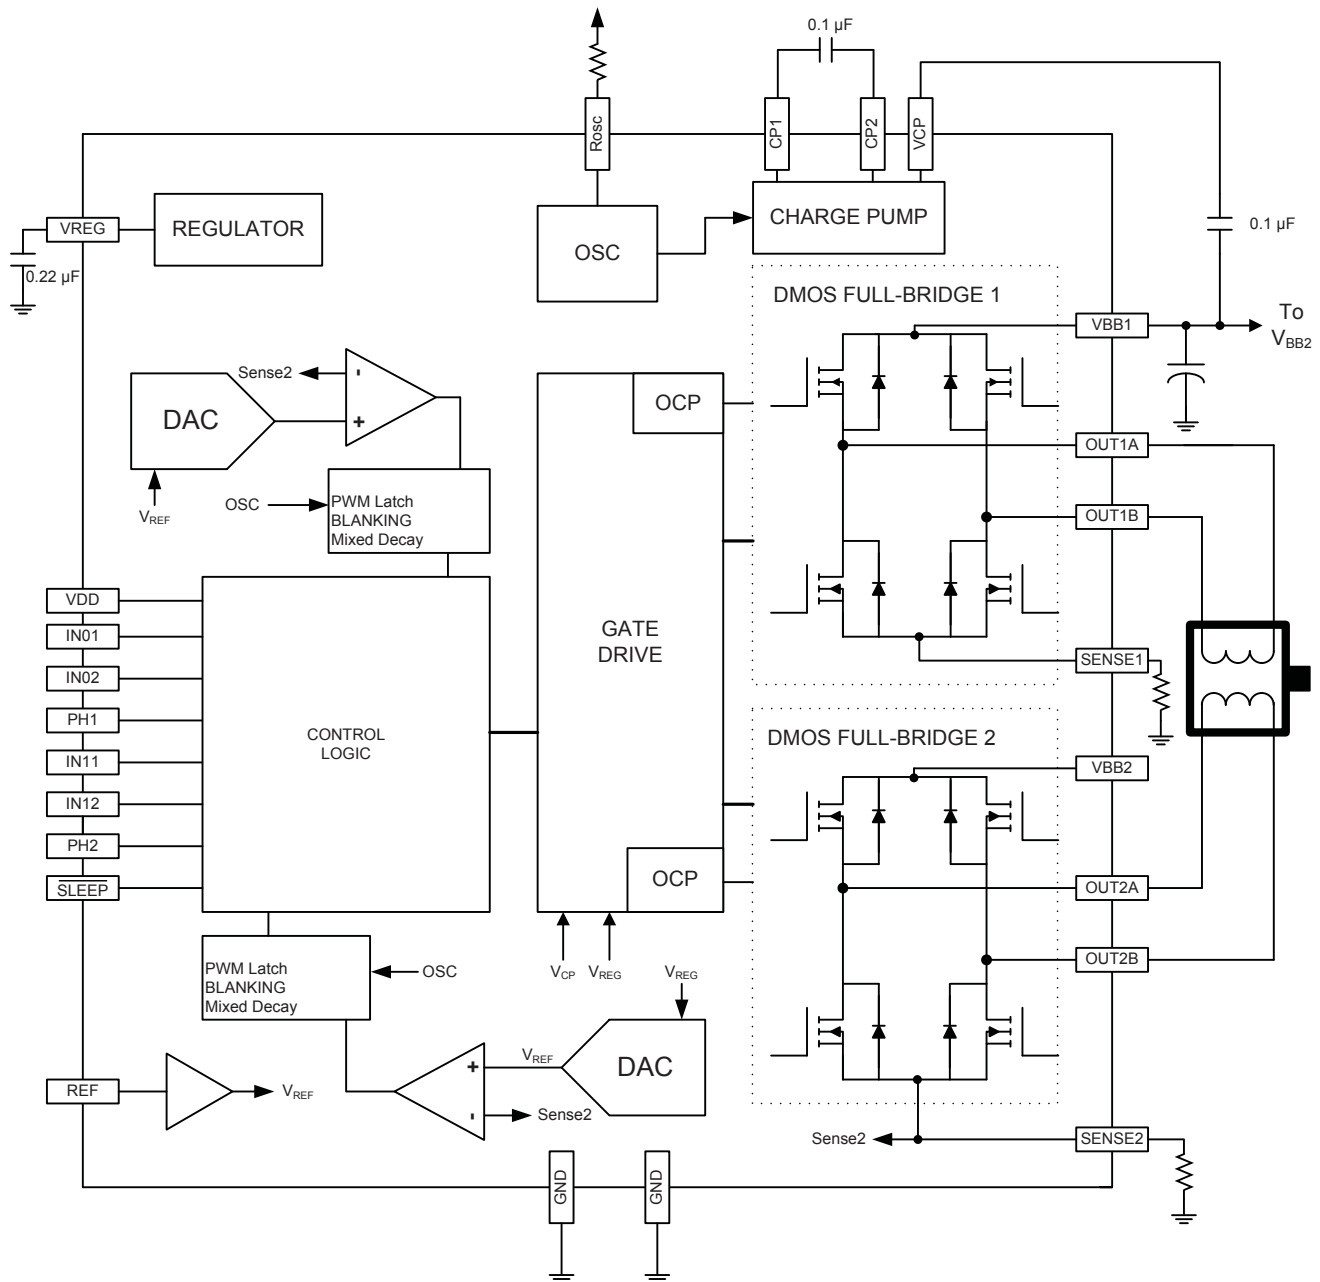 0.1 µF
Rosc
CP1
CP2
VCP
VREG
REGULATOR
OSC
CHARGE PUMP
0.1 µF
0.22 µF
DMOS FULL-BRIDGE 1
VBB1
To
VBB2
Sense2
-
+
DAC
OCP
VREF
OSC
PWM Latch
BLANKING
Mixed Decay
OUT1A
OUT1B
VDD
IN01
IN02
PH1
IN11
IN12
PH2
SLEEP
CONTROL
LOGIC
GATE
DRIVE
SENSE1
DMOS FULL-BRIDGE 2
VBB2
OCP
OUT2A
OUT2B
PWM Latch
BLANKING
Mixed Decay
OSC
VCP
VREG
VREG
REF
VREF
+
-
VREF
DAC
Sense2
Sense2
SENSE2
GND
GND